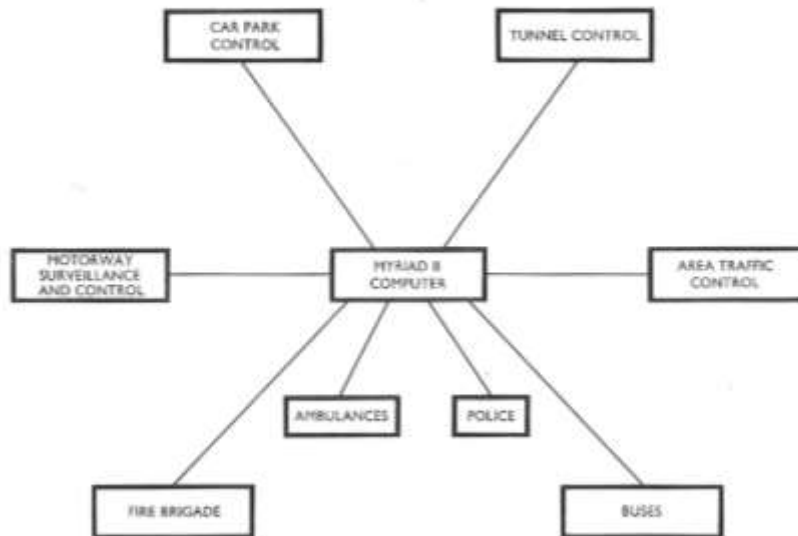 CAR PARK
CONTROL
TUNNEL CONTROL
MOTORWAY
SURVEILLANCE
AND CONTROL
MYRIAD II
COMPUTER
AREA TRAFFIC
CONTROL
AMBULANCES
POLICE
FIRE BRIGADE
BUSES